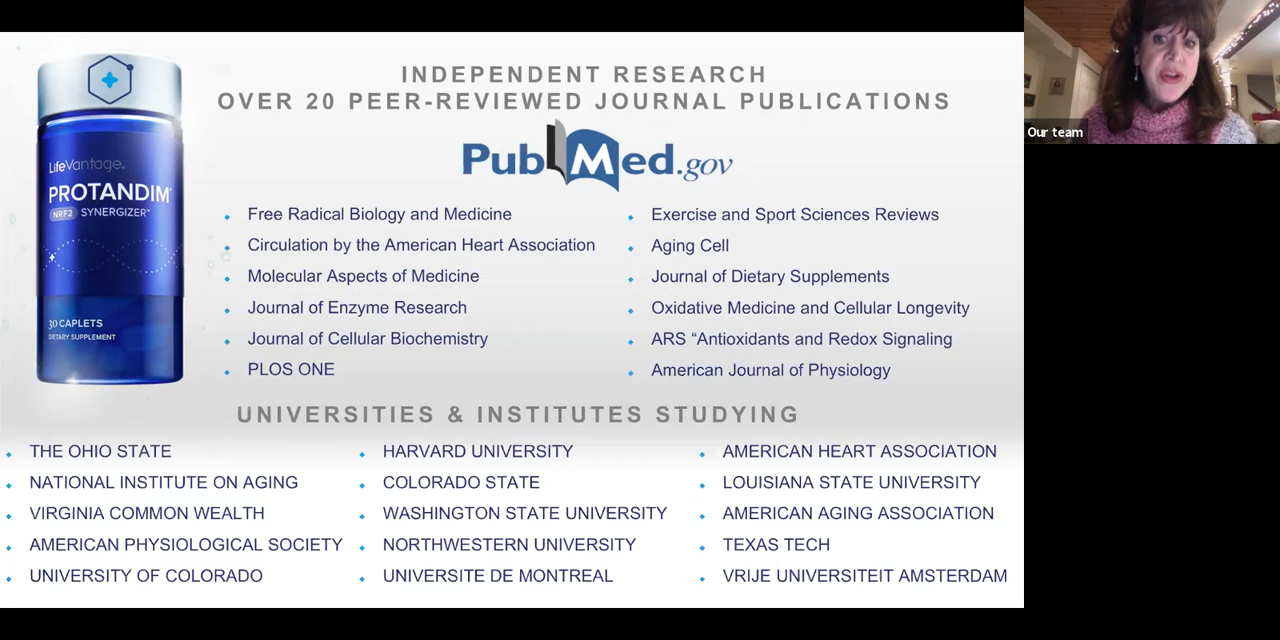 INDEPENDENT RESEARCH
OVER 20 PEER-REVIEWED JOURNAL PUBLICATIONS
PubMed.gov
LifeVantage®
PROTANDIM™
NRF2 SYNERGIZER™
30 CAPLETS
DIETARY SUPPLEMENT
Free Radical Biology and Medicine
Circulation by the American Heart Association
Molecular Aspects of Medicine
Journal of Enzyme Research
Journal of Cellular Biochemistry
PLOS ONE
Exercise and Sport Sciences Reviews
Aging Cell
Journal of Dietary Supplements
Oxidative Medicine and Cellular Longevity
ARS “Antioxidants and Redox Signaling
American Journal of Physiology
UNIVERSITIES & INSTITUTES STUDYING
THE OHIO STATE
NATIONAL INSTITUTE ON AGING
VIRGINIA COMMON WEALTH
AMERICAN PHYSIOLOGICAL SOCIETY
UNIVERSITY OF COLORADO
HARVARD UNIVERSITY
COLORADO STATE
WASHINGTON STATE UNIVERSITY
NORTHWESTERN UNIVERSITY
UNIVERSITE DE MONTREAL
AMERICAN HEART ASSOCIATION
LOUISIANA STATE UNIVERSITY
AMERICAN AGING ASSOCIATION
TEXAS TECH
VRIJE UNIVERSITEIT AMSTERDAM
Our team